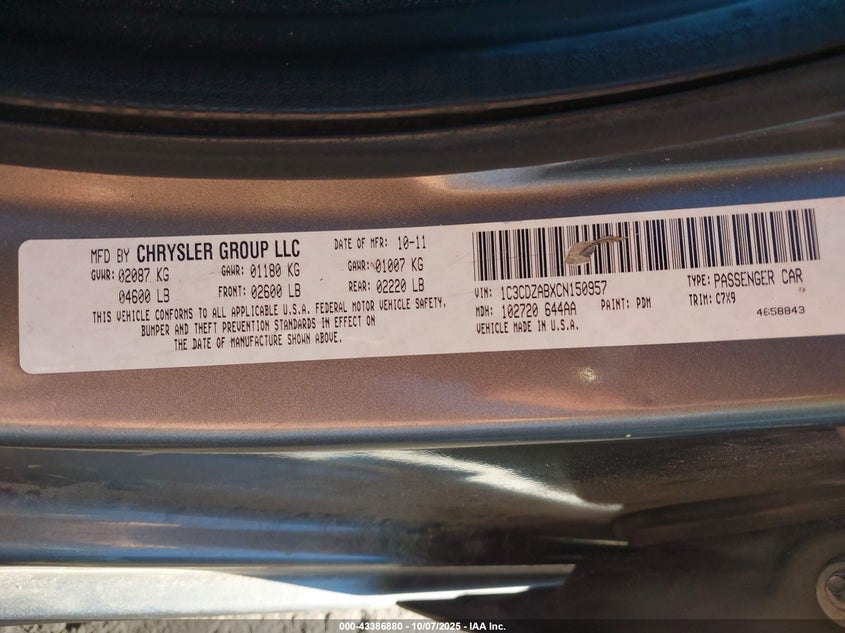 MFD BY CHRYSLER GROUP LLC DATE OF MFR: 10-11
GVWR: 02087 KG GAWR: 01180 KG GAWR: 01007 KG
04600 LB FRONT: 02600 LB REAR: 02220 LB
THIS VEHICLE CONFORMS TO ALL APPLICABLE U.S.A. FEDERAL MOTOR VEHICLE SAFETY,
BUMPER AND THEFT PREVENTION STANDARDS IN EFFECT ON
THE DATE OF MANUFACTURE SHOWN ABOVE.
VIN: 1C3CDZABXCN150957 TYPE: PASSENGER CAR
MDH: 102720 644AA PAINT: PDM TRIM: C7X9
VEHICLE MADE IN U.S.A. 4658843
000-43386880 - 10/07/2025 - © IAA Inc.